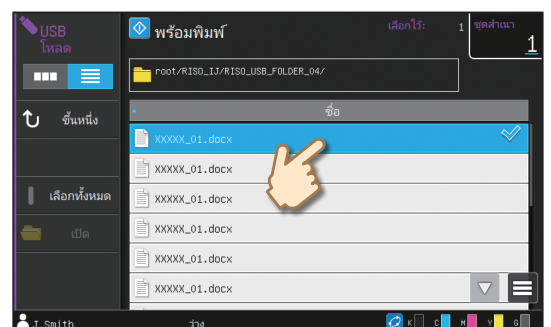 USB
โหลด
พร้อมพิมพ์
เลือกไว้: 1
ชุดสำเนา
1
root/RISO_IJ/RISO_USB_FOLDER_04/
ขึ้นหนึ่ง
ชื่อ
XXXXX_01.docx
XXXXX_01.docx
เลือกทั้งหมด
XXXXX_01.docx
เปิด
XXXXX_01.docx
XXXXX_01.docx
XXXXX_01.docx
J.Smith
ว่าง
K C M Y G